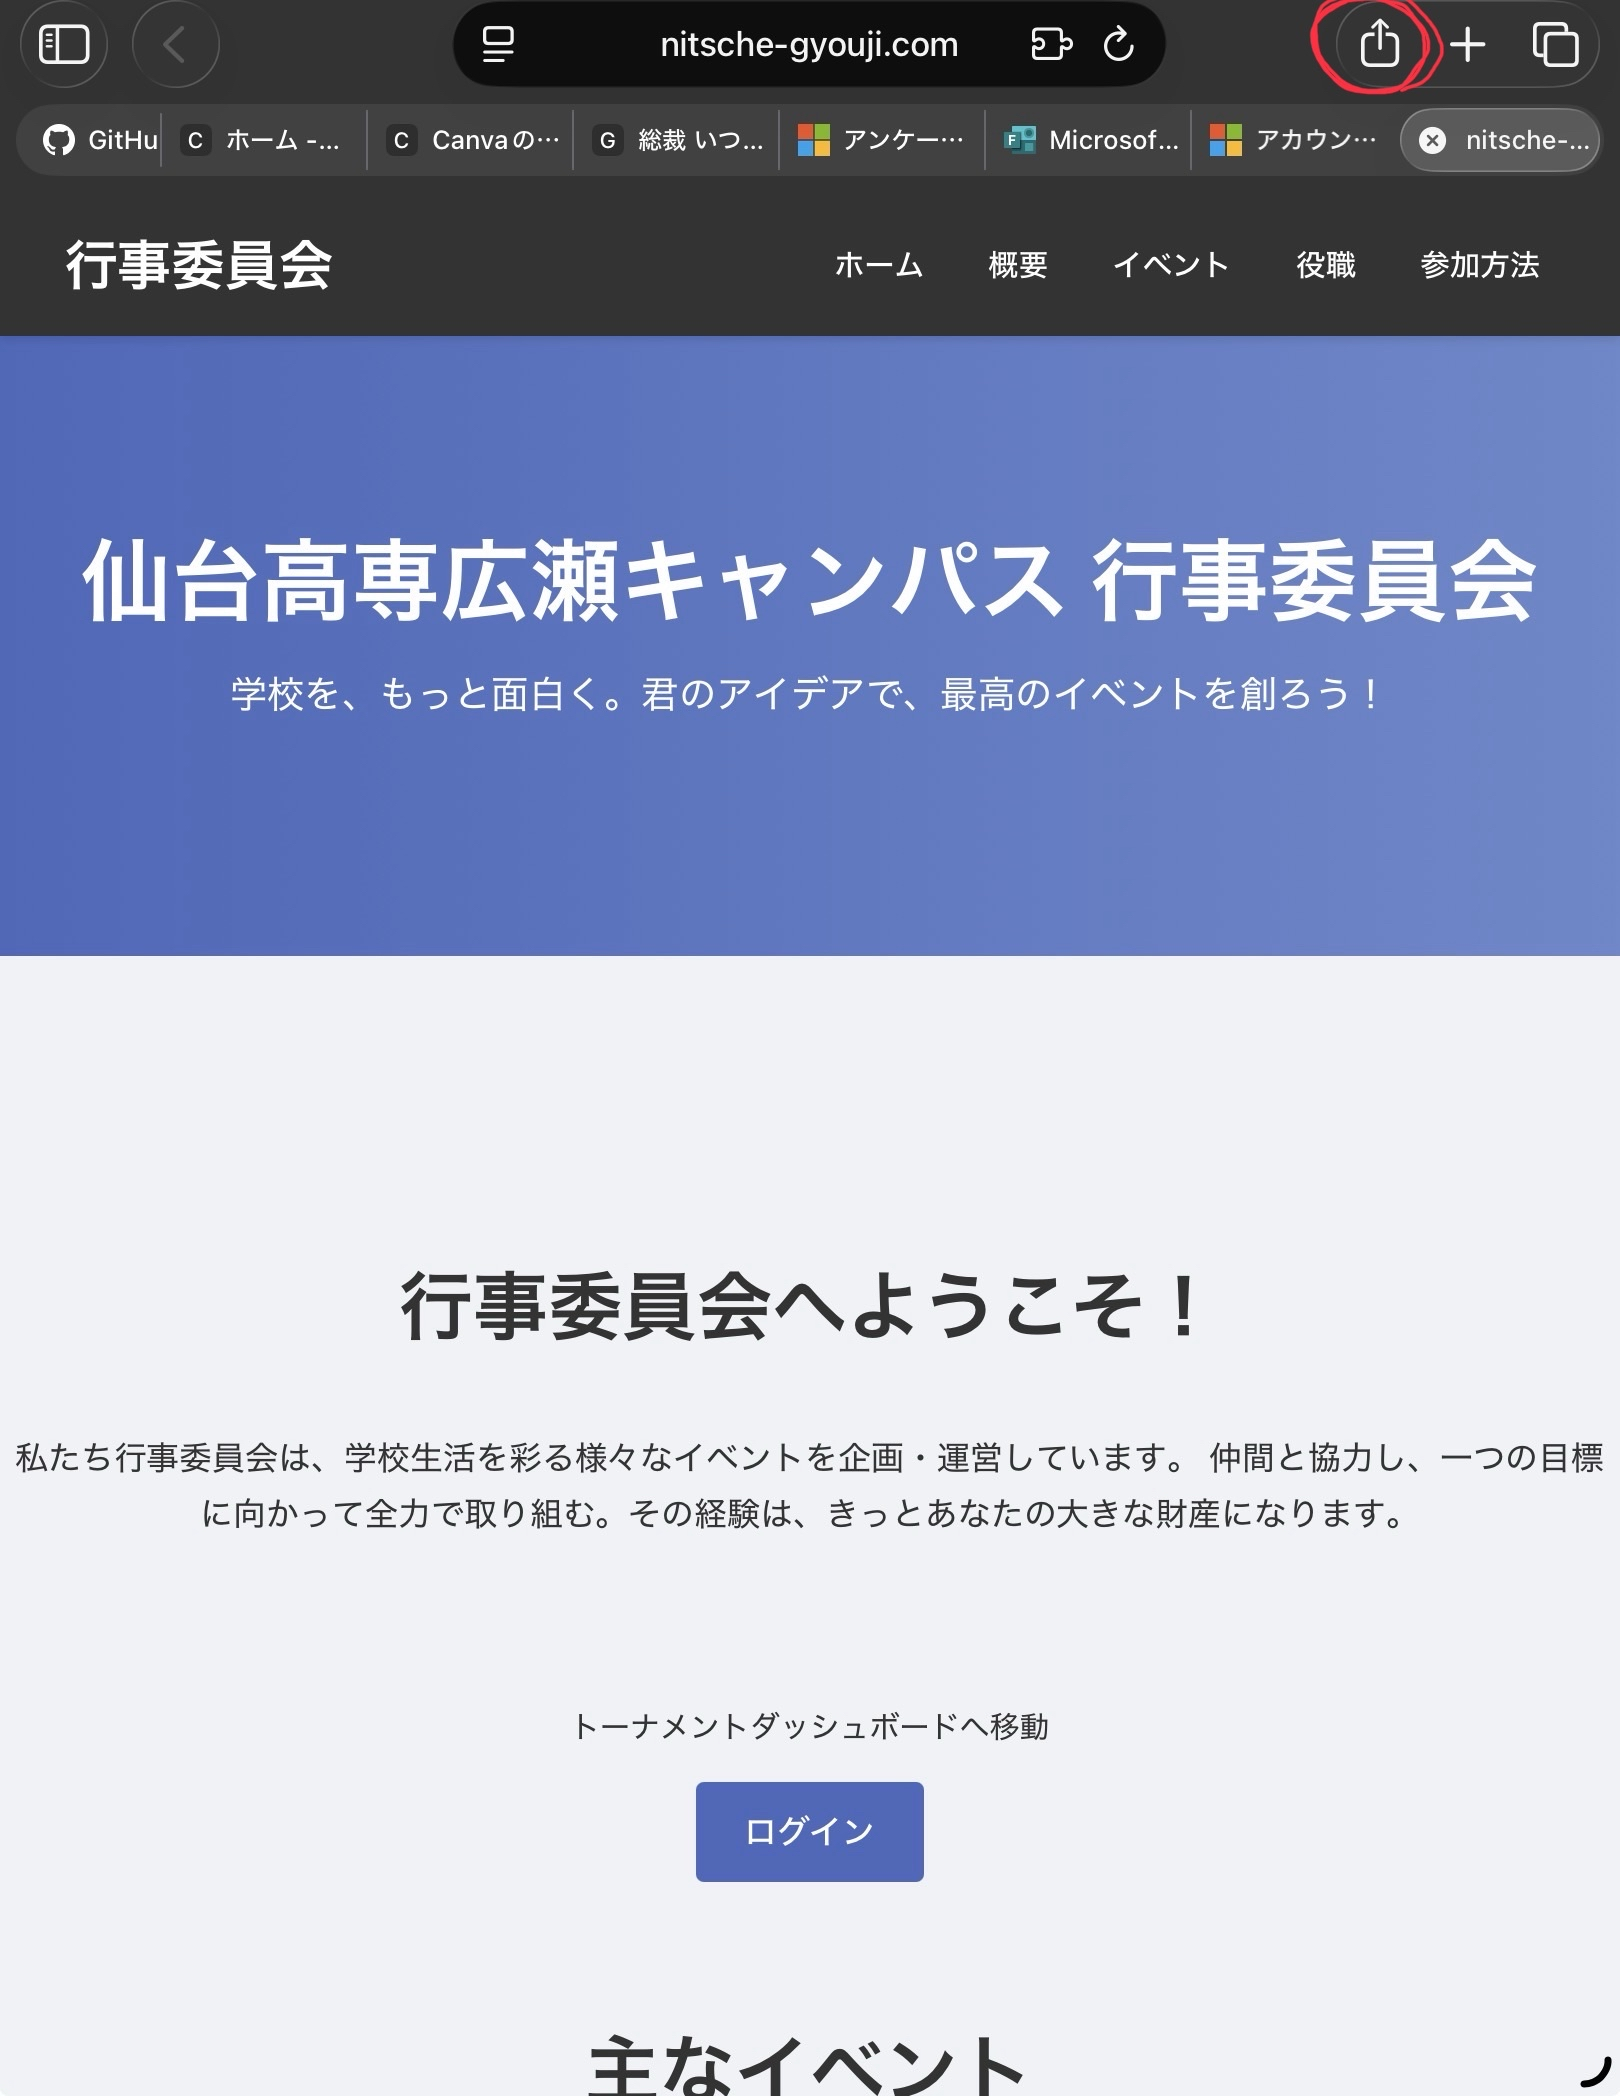 nitsche-gyouji.com
GitHu
C ホーム -...
C Canvaの…
G 総裁 いつ...
アンケー…
F Microsof...
アカウン…
nitsche-...
行事委員会
ホーム 概要 イベント 役職 参加方法
仙台高専広瀬キャンパス 行事委員会
学校を、もっと面白く。君のアイデアで、最高のイベントを創ろう！
行事委員会へようこそ！
私たち行事委員会は、学校生活を彩る様々なイベントを企画・運営しています。 仲間と協力し、一つの目標
に向かって全力で取り組む。その経験は、きっとあなたの大きな財産になります。
トーナメントダッシュボードへ移動
ログイン
主なイベント